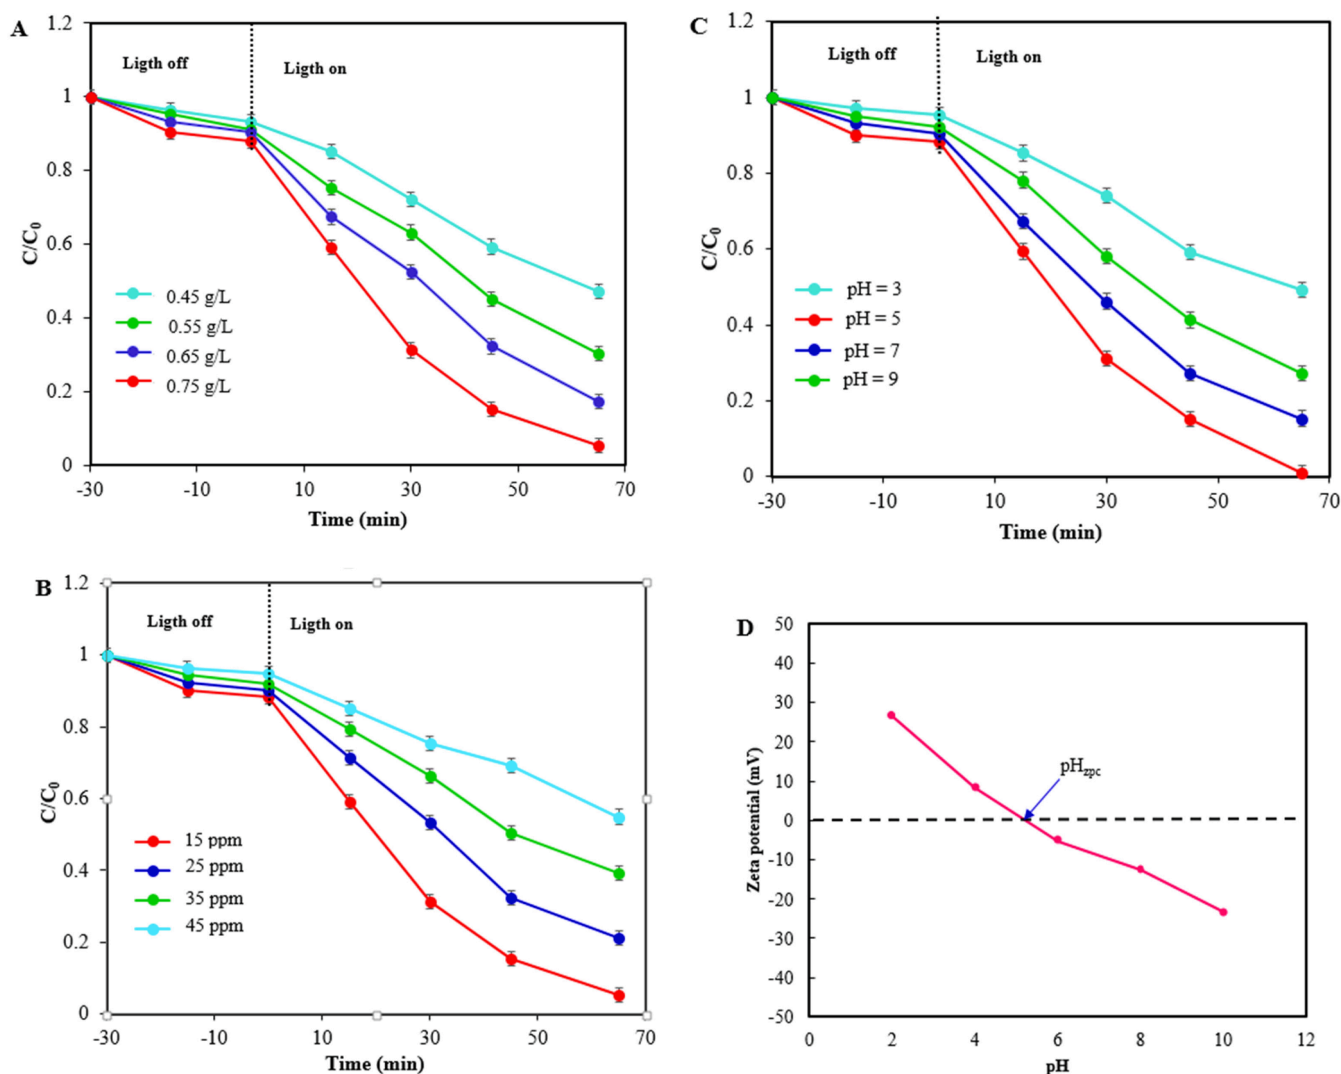 A
1.2
1
0.8
0.6
0.4
0.2
0
C/C0
Ligth off
Ligth on
0.45 g/L
0.55 g/L
0.65 g/L
0.75 g/L
-30
-10
10
30
50
70
Time (min)
C
1.2
1
0.8
0.6
0.4
0.2
0
C/C0
Ligth off
Ligth on
pH = 3
pH = 5
pH = 7
pH = 9
-30
-10
10
30
50
70
Time (min)
B
1.2
1
0.8
0.6
0.4
0.2
0
C/C0
Ligth off
Ligth on
15 ppm
25 ppm
35 ppm
45 ppm
-30
-10
10
30
50
70
Time (min)
D
50
40
30
20
10
0
-10
-20
-30
-40
-50
Zeta potential (mV)
pHzpc
0
2
4
6
8
10
12
pH